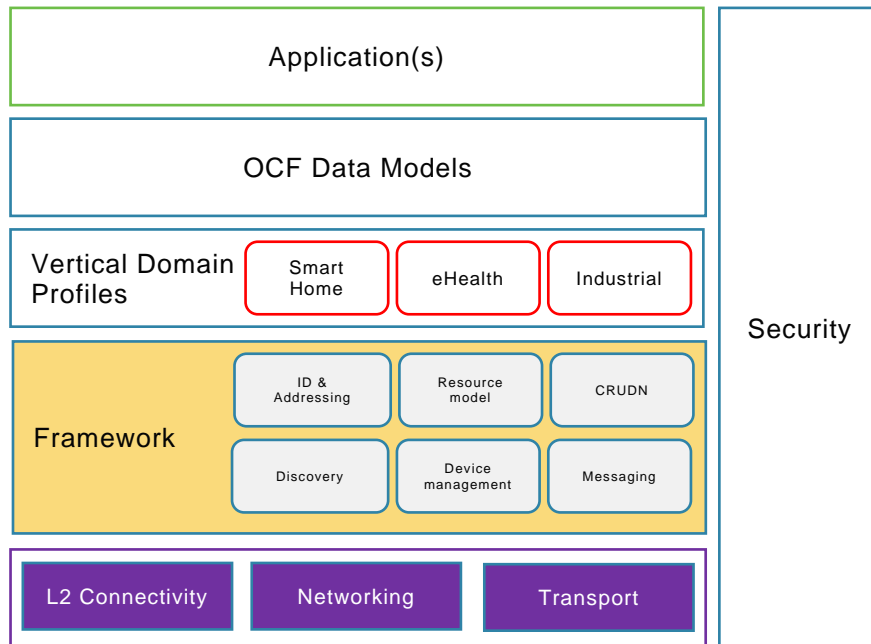 Application(s)
OCF Data Models
Vertical Domain
Profiles
Smart
Home
eHealth
Industrial
Security
Framework
ID &
Addressing
Resource
model
CRUDN
Discovery
Device
management
Messaging
L2 Connectivity
Networking
Transport